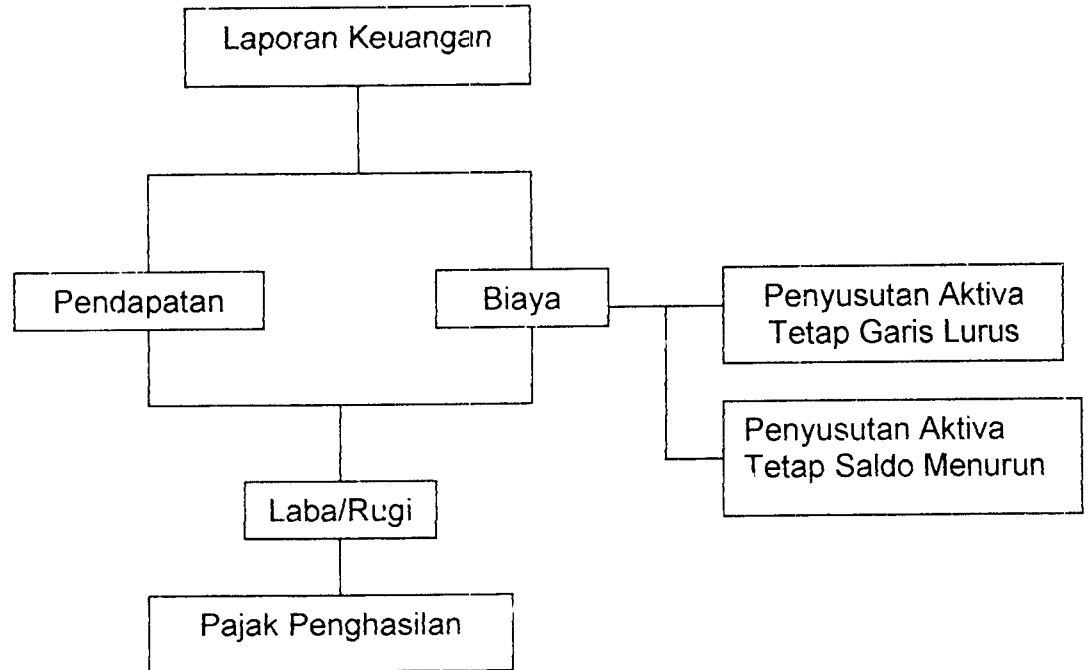 Laporan Keuangan
Pendapatan
Biaya
Penyusutan Aktiva
Tetap Garis Lurus
Penyusutan Aktiva
Tetap Saldo Menurun
Laba/Rugi
Pajak Penghasilan